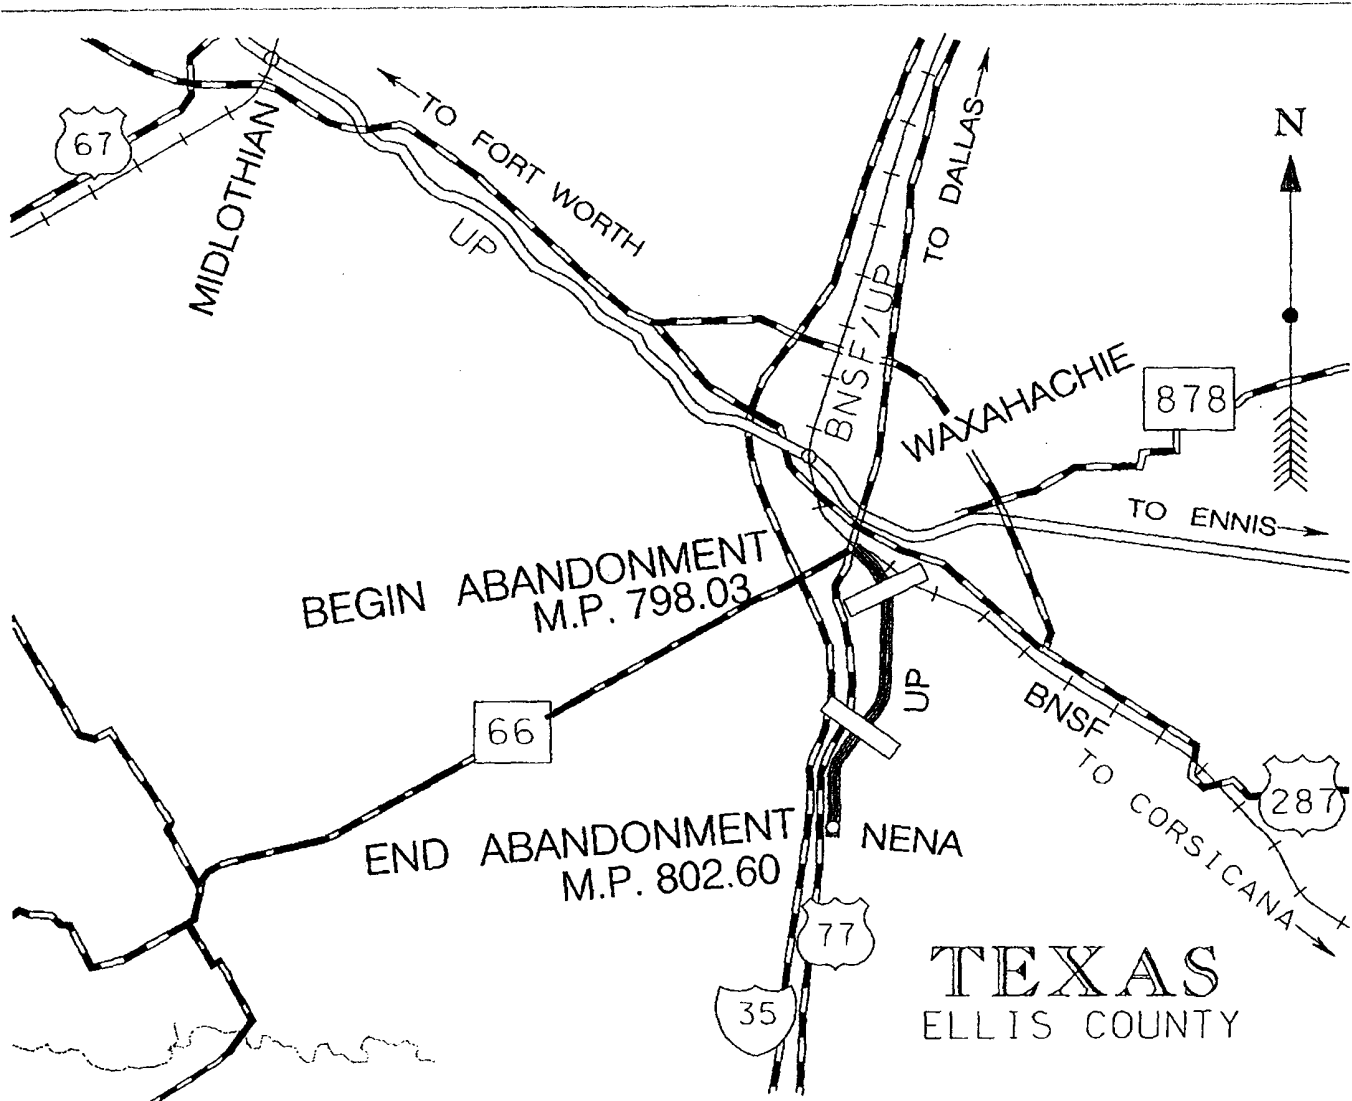 67
MIDLOTHIAN
TO FORT WORTH
UP
TO DALLAS
N
BNSF/UP
WAXAHACHIE
878
TO ENNIS
BEGIN ABANDONMENT
M.P. 798.03
66
UP
BNSF
TO CORSICANA
287
END ABANDONMENT
M.P. 802.60
NENA
77
35
TEXAS
ELLIS COUNTY